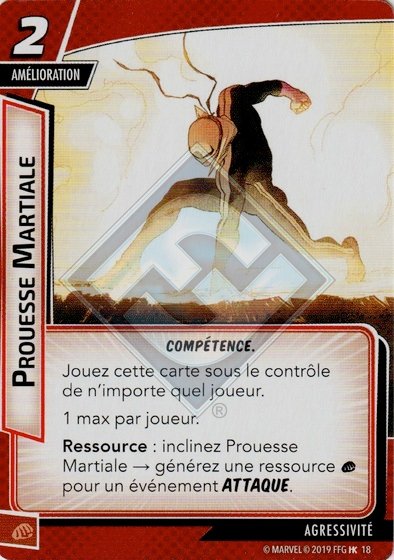 2
AMÉLIORATION
PROUESSE MARTIALE
COMPÉTENCE.
Jouez cette carte sous le contrôle
de n'importe quel joueur.
1 max par joueur.
Ressource : inclinez Prouesse
Martiale → générez une ressource
pour un événement ATTAQUE.
AGRESSIVITÉ
© MARVEL © 2019 FFG HK 18
®